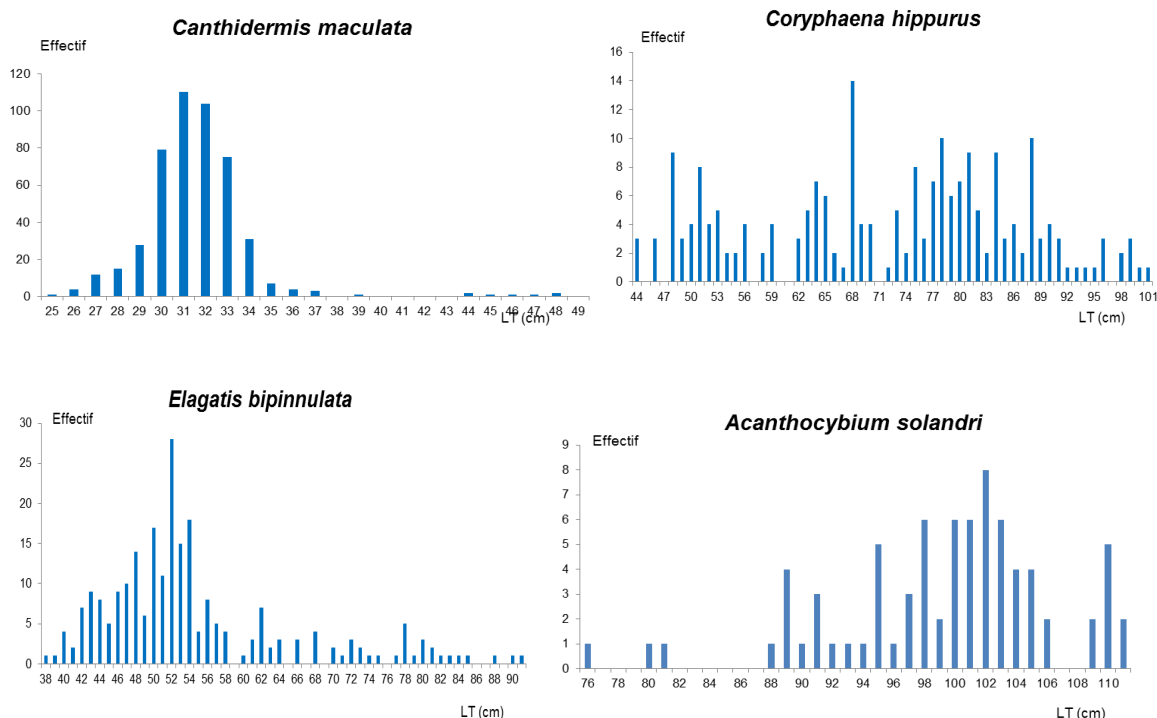 Canthidermis maculata
Effectif
120
100
80
60
40
20
0
25 26 27 28 29 30 31 32 33 34 35 36 37 39 40 41 42 43 44 45 46 47 48 49
LT (cm)
Coryphaena hippurus
Effectif
16
14
12
10
8
6
4
2
0
44 47 50 53 56 59 62 65 68 71 74 77 80 83 86 89 92 95 98 101
LT (cm)
Elagatis bipinnulata
Effectif
30
25
20
15
10
5
0
38 40 42 44 46 48 50 52 54 56 58 60 62 64 66 68 70 72 74 76 78 80 82 84 86 88 90
LT (cm)
Acanthocybium solandri
Effectif
9
8
7
6
5
4
3
2
1
0
76 78 80 82 84 86 88 90 92 94 96 98 100 102 104 106 108 110
LT (cm)